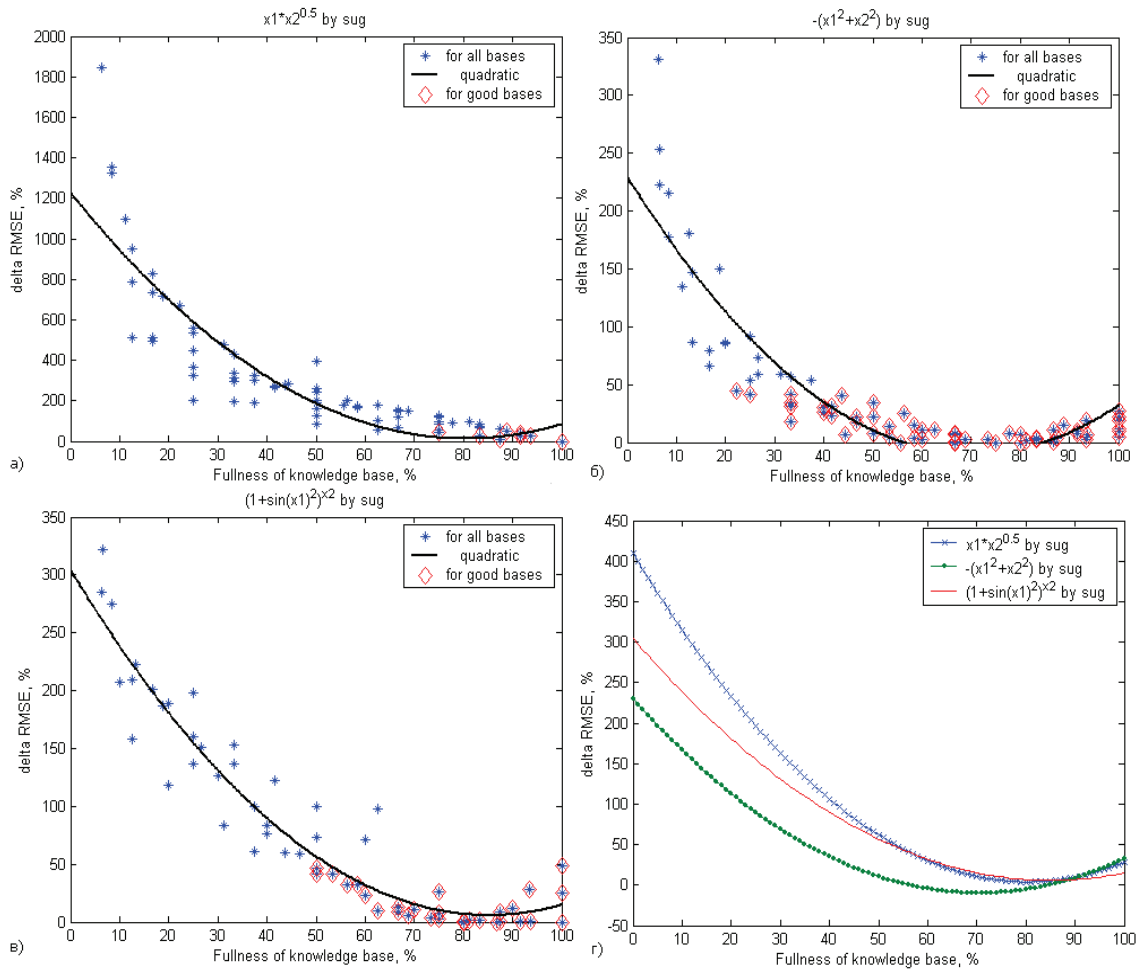 x1*x2^0.5 by sug
2000
1800
1600
1400
1200
1000
800
600
400
200
0
delta RMSE, %
for all bases
quadratic
for good bases
0 10 20 30 40 50 60 70 80 90 100
Fullness of knowledge base, %
а)
-(x1^2+x2^2) by sug
350
300
250
200
150
100
50
0
delta RMSE, %
for all bases
quadratic
for good bases
0 10 20 30 40 50 60 70 80 90 100
Fullness of knowledge base, %
б)
(1+sin(x1)^2)^x2 by sug
350
300
250
200
150
100
50
0
delta RMSE, %
for all bases
quadratic
for good bases
0 10 20 30 40 50 60 70 80 90 100
Fullness of knowledge base, %
в)
450
400
350
300
250
200
150
100
50
0
-50
delta RMSE, %
x1*x2^0.5 by sug
-(x1^2+x2^2) by sug
(1+sin(x1)^2)^x2 by sug
0 10 20 30 40 50 60 70 80 90 100
Fullness of knowledge base, %
г)